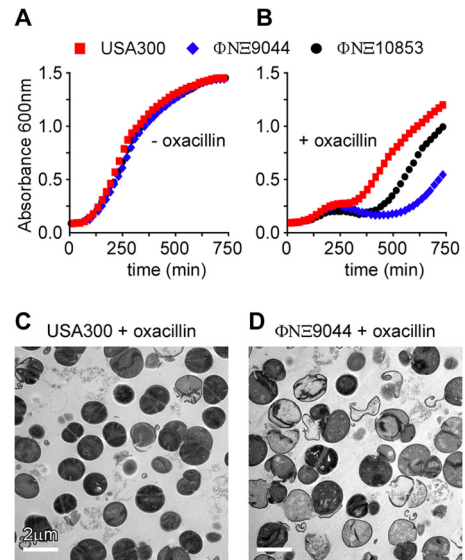 A
B
USA300
ΦΝΞ9044
ΦΝΞ10853
Absorbance 600nm
1.5
1.0
0.5
0.0
- oxacillin
0
250
500
750
time (min)
1.5
1.0
0.5
0.0
+ oxacillin
0
250
500
750
time (min)
C
USA300 + oxacillin
D
ΦΝΞ9044 + oxacillin
2µm